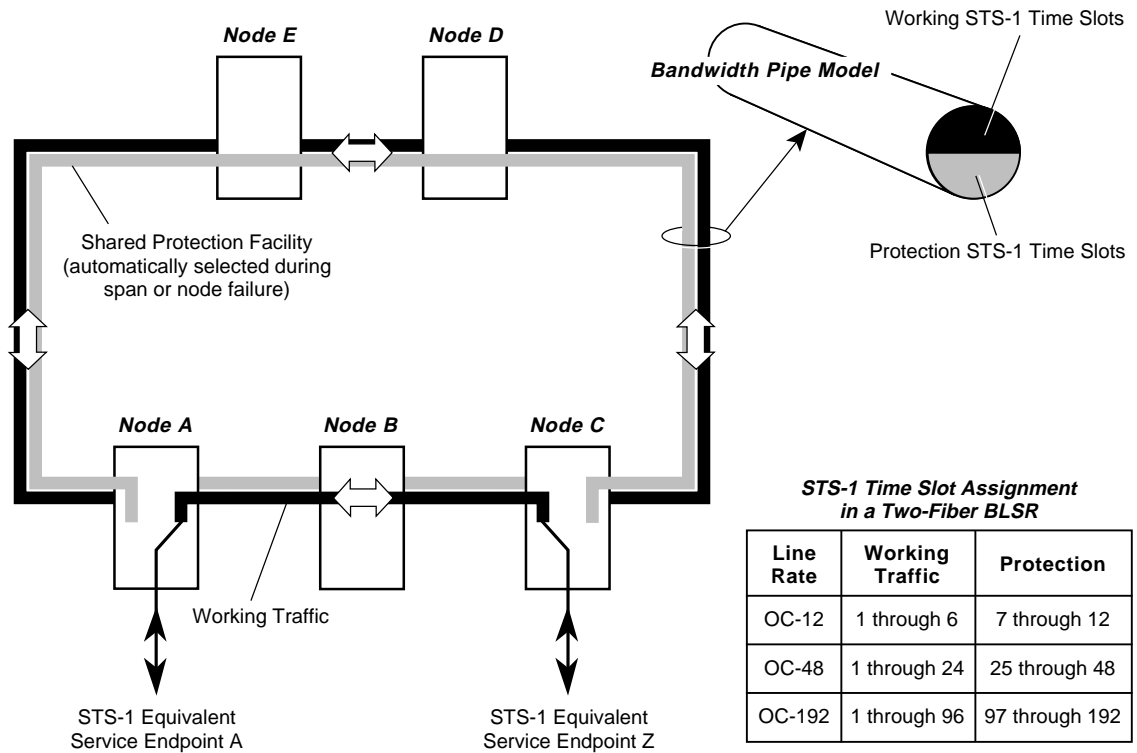 Working STS-1 Time Slots
Node E
Node D
Bandwidth Pipe Model
Shared Protection Facility
(automatically selected during
span or node failure)
Protection STS-1 Time Slots
Node A
Node B
Node C
Working Traffic
STS-1 Equivalent
Service Endpoint A
STS-1 Equivalent
Service Endpoint Z
STS-1 Time Slot Assignment
in a Two-Fiber BLSR
Line
Rate
Working
Traffic
Protection
OC-12
1 through 6
7 through 12
OC-48
1 through 24
25 through 48
OC-192
1 through 96
97 through 192